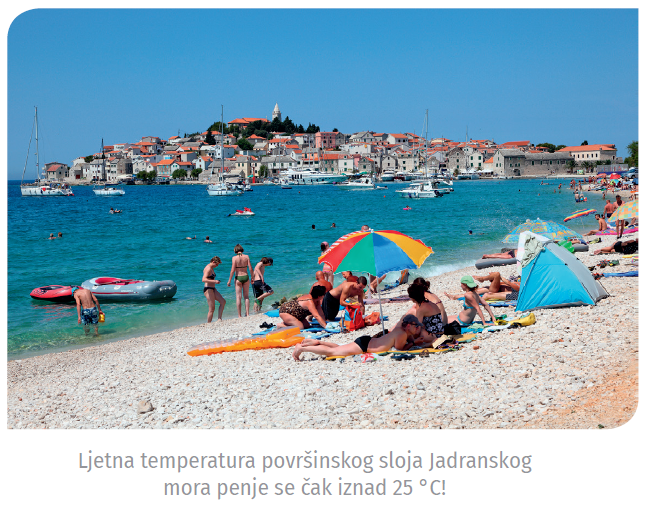 Ljetna temperatura površinskog sloja Jadranskog
mora penje se čak iznad 25 °C!